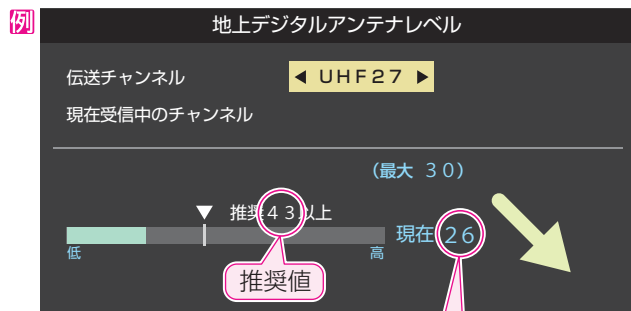 例
地上デジタルアンテナレベル
伝送チャンネル
◀ UHF27 ▶
現在受信中のチャンネル
(最大 30)
▼ 推奨43以上
現在 26
低
高
推奨値